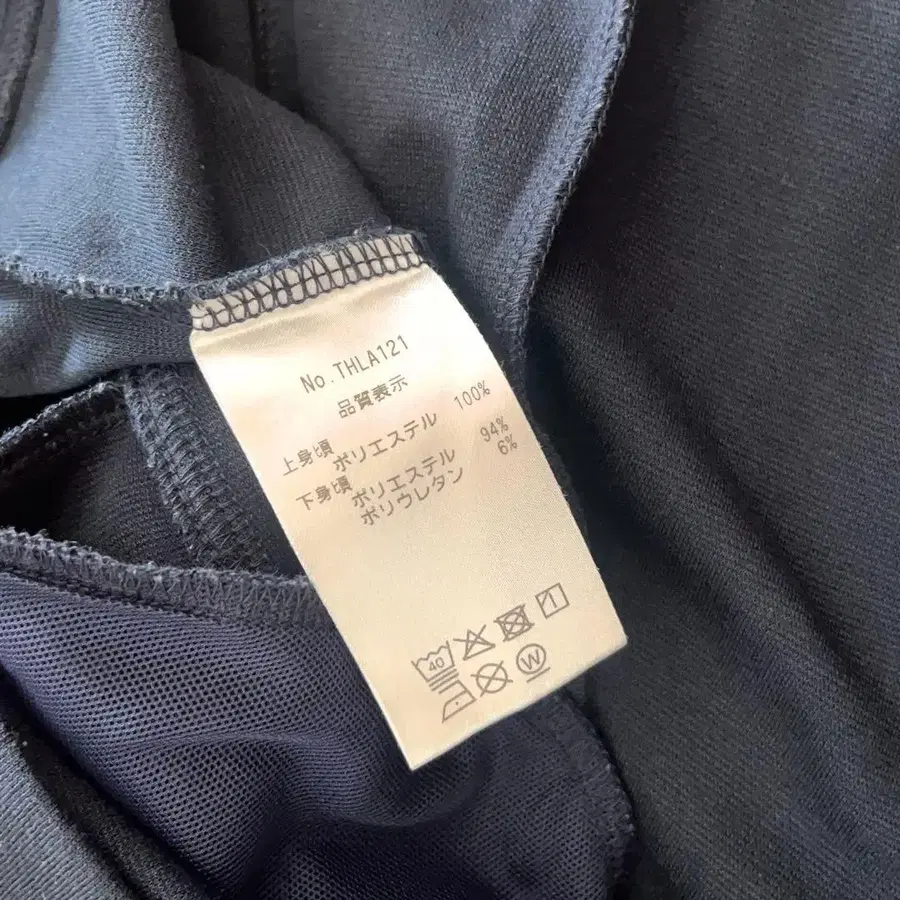 No.THLA121
品質表示
上身頃 ポリエステル 100%
下身頃 ポリエステル 94%
ポリウレタン 6%
40
W